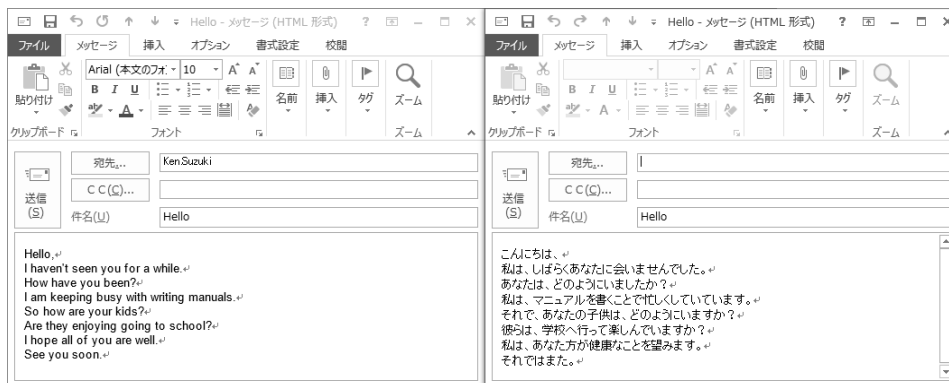 Hello - メッセージ (HTML 形式)
ファイル メッセージ 挿入 オプション 書式設定 校閲
Arial (本文のフォ 10 A A
貼り付け B I U 名前 挿入 タグ ズーム
クリップボード フォント ズーム
宛先... Ken.Suzuki
送信(S) C C(C)...
件名(U) Hello
Hello,
I haven't seen you for a while.
How have you been?
I am keeping busy with writing manuals.
So how are your kids?
Are they enjoying going to school?
I hope all of you are well.
See you soon.
Hello - メッセージ (HTML 形式)
ファイル メッセージ 挿入 オプション 書式設定 校閲
A A
貼り付け B I U 名前 挿入 タグ ズーム
クリップボード フォント ズーム
宛先...
送信(S) C C(C)...
件名(U) Hello
こんにちは、
私は、しばらくあなたに会いませんでした。
あなたは、どのようにいましたか?
私は、マニュアルを書くことで忙しくしていています。
それで、あなたの子供は、どのようにいますか?
彼らは、学校へ行って楽しんでいますか?
私は、あなた方が健康なことを望みます。
それではまた。